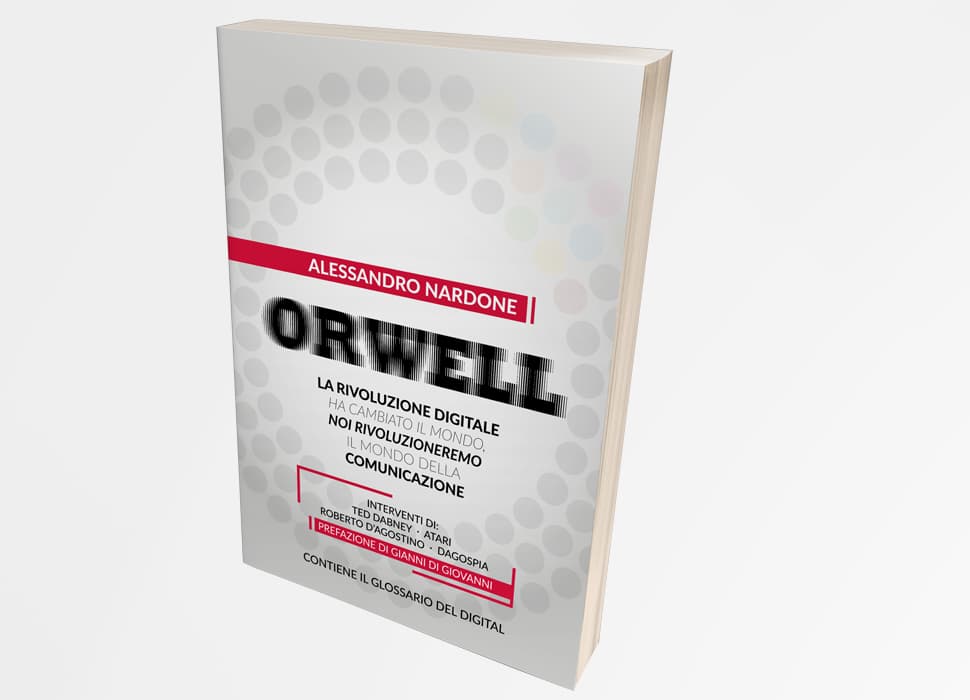 ALESSANDRO NARDONE
ORWELL
LA RIVOLUZIONE DIGITALE
HA CAMBIATO IL MONDO,
NOI RIVOLUZIONEREMO
IL MONDO DELLA
COMUNICAZIONE
INTERVENTI DI:
TED DABNEY · ATARI
ROBERTO D'AGOSTINO · DAGOSPIA
PREFAZIONE DI GIANNI DI GIOVANNI
CONTIENE IL GLOSSARIO DEL DIGITAL